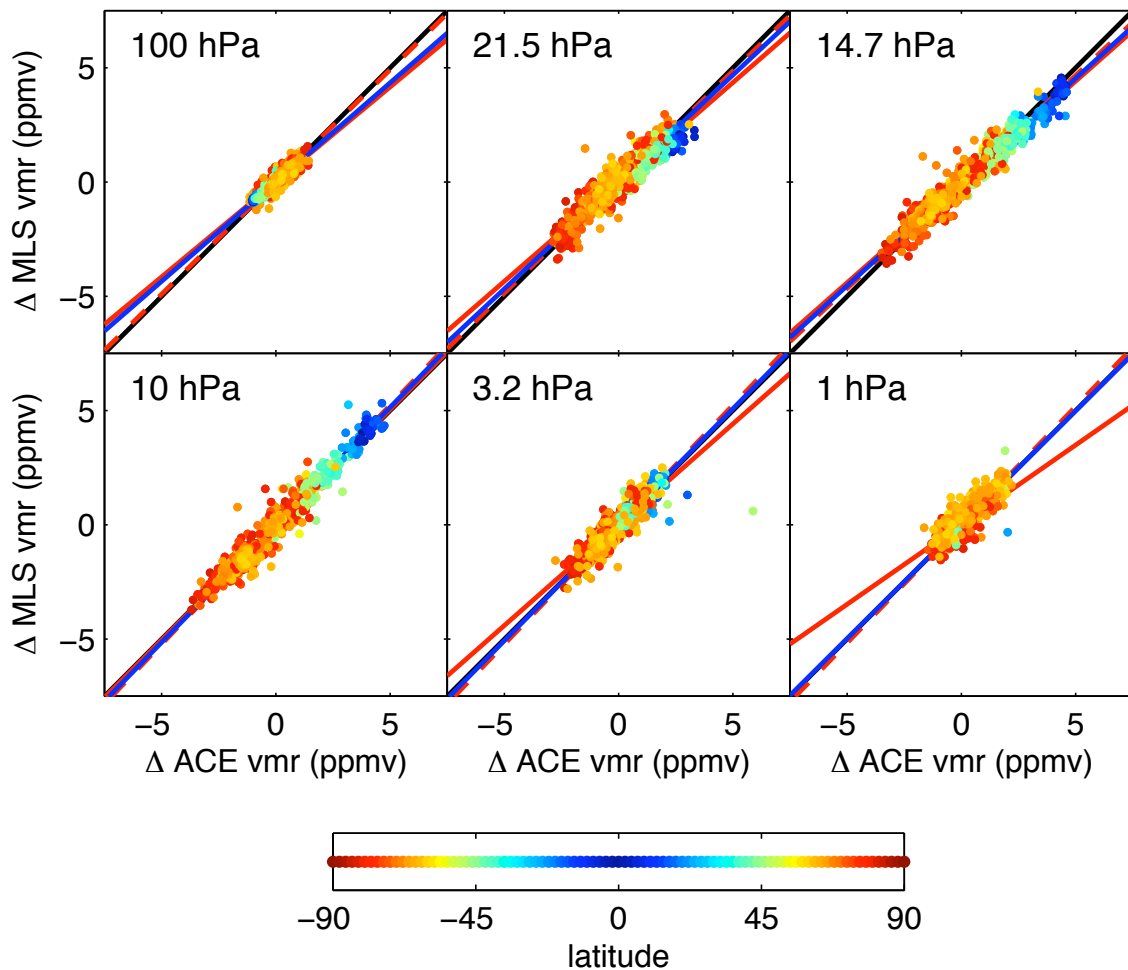 100 hPa
21.5 hPa
14.7 hPa
5
0
−5
Δ MLS vmr (ppmv)
10 hPa
3.2 hPa
1 hPa
5
0
−5
Δ MLS vmr (ppmv)
−5 0 5 −5 0 5 −5 0 5
Δ ACE vmr (ppmv) Δ ACE vmr (ppmv) Δ ACE vmr (ppmv)
−90 −45 0 45 90
latitude